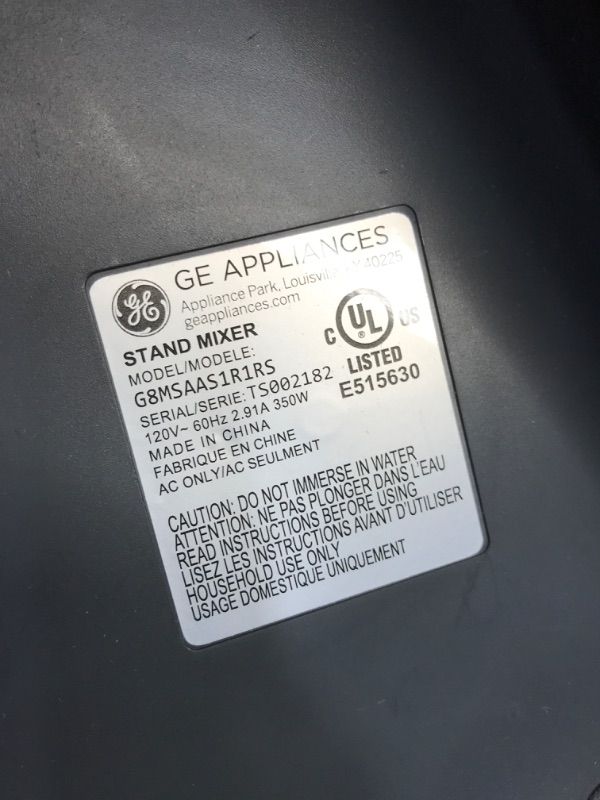 GE APPLIANCES
Appliance Park, Louisville, KY 40225
geappliances.com
STAND MIXER
MODEL/MODELE:
G8MSAAS1R1RS
SERIAL/SERIE: TS002182
120V~ 60Hz 2.91A 350W
MADE IN CHINA
FABRIQUE EN CHINE
AC ONLY/AC SEULMENT
C UL US
®
LISTED
E515630
CAUTION: DO NOT IMMERSE IN WATER
ATTENTION: NE PAS PLONGER DANS L'EAU
READ INSTRUCTIONS BEFORE USING
LISEZ LES INSTRUCTIONS AVANT D'UTILISER
HOUSEHOLD USE ONLY
USAGE DOMESTIQUE UNIQUEMENT